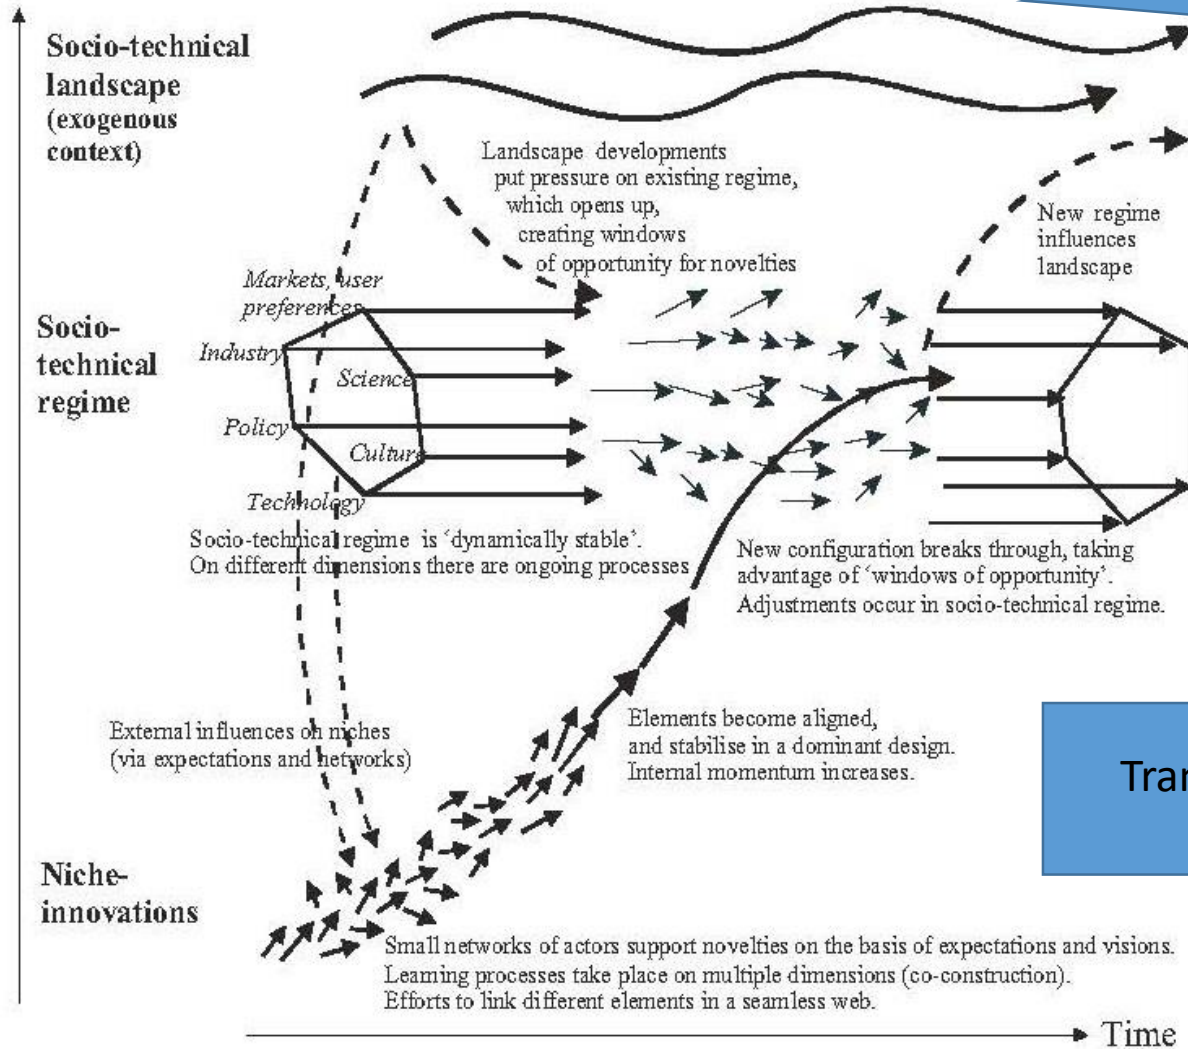 Socio-technical
landscape
(exogenous
context)
Landscape developments
put pressure on existing regime,
which opens up,
creating windows
of opportunity for novelties
New regime
influences
landscape
Markets, user
preferences
Socio-
technical
regime
Industry
Science
Policy
Culture
Technology
Socio-technical regime is ‘dynamically stable’.
On different dimensions there are ongoing processes
New configuration breaks through, taking
advantage of ‘windows of opportunity’.
Adjustments occur in socio-technical regime.
External influences on niches
(via expectations and networks)
Elements become aligned,
and stabilise in a dominant design.
Internal momentum increases.
Tran
Niche-
innovations
Small networks of actors support novelties on the basis of expectations and visions.
Learning processes take place on multiple dimensions (co-construction).
Efforts to link different elements in a seamless web.
Time